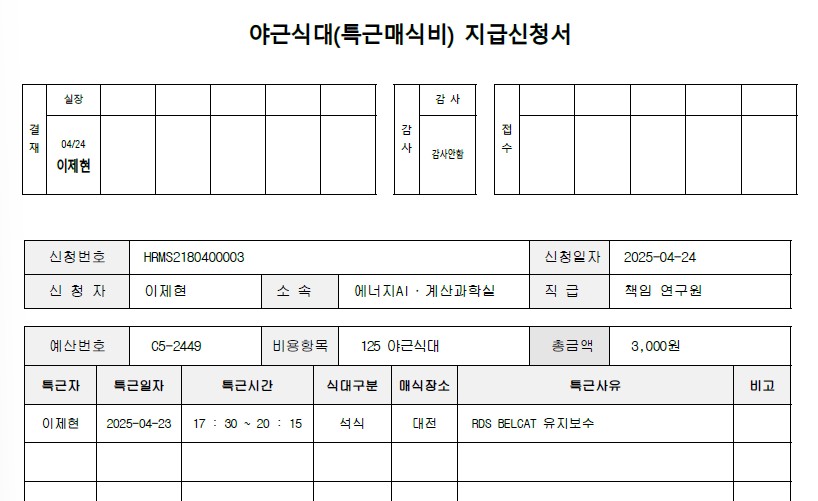 야근식대(특근매식비) 지급신청서
결재 실장
04/24
이제현
감사 감 사
감사안함
접수
신청번호 HRMS2180400003 신청일자 2025-04-24
신 청 자 이제현 소 속 에너지AI · 계산과학실 직 급 책임 연구원
예산번호 C5-2449 비용항목 125 야근식대 총금액 3,000원
특근자 특근일자 특근시간 식대구분 매식장소 특근사유 비고
이제현 2025-04-23 17 : 30 ~ 20 : 15 석식 대전 RDS BELCAT 유지보수